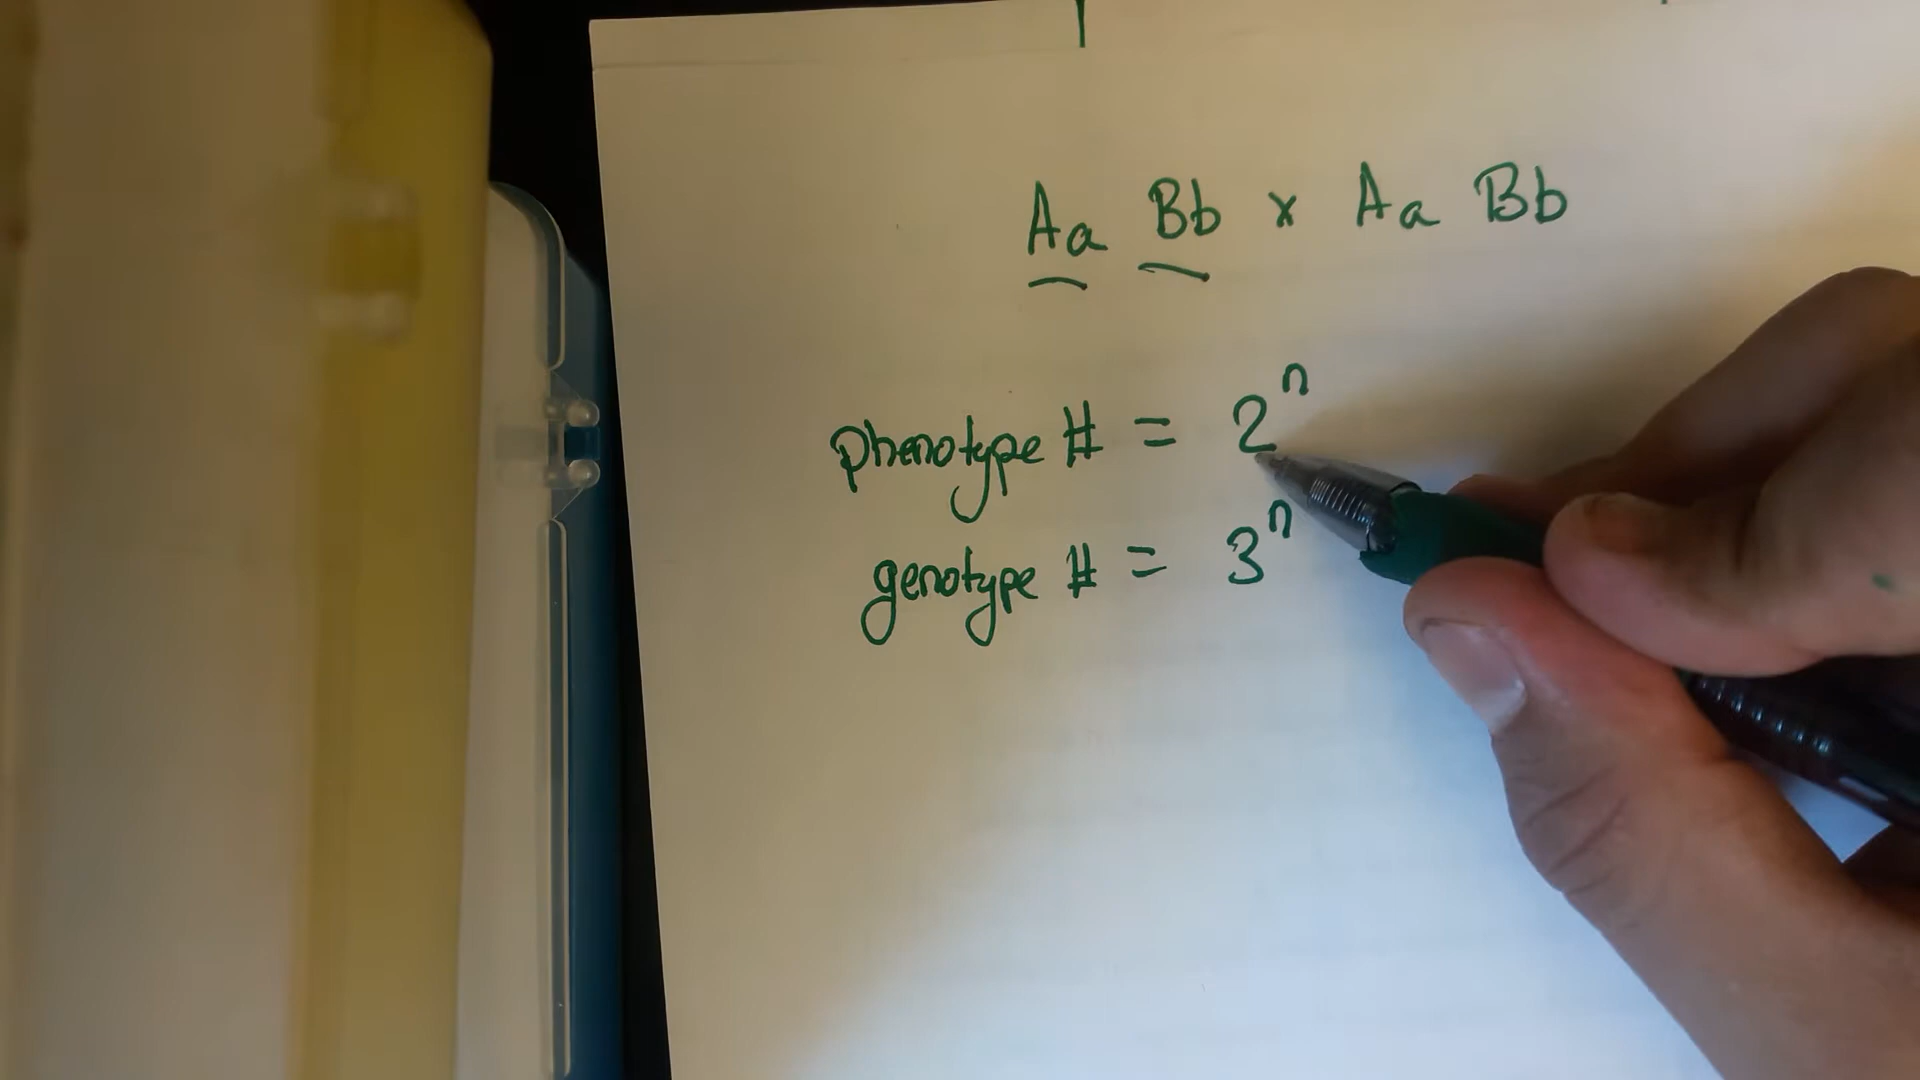 Aa Bb x Aa Bb
phenotype # = 2ⁿ
genotype # = 3ⁿ